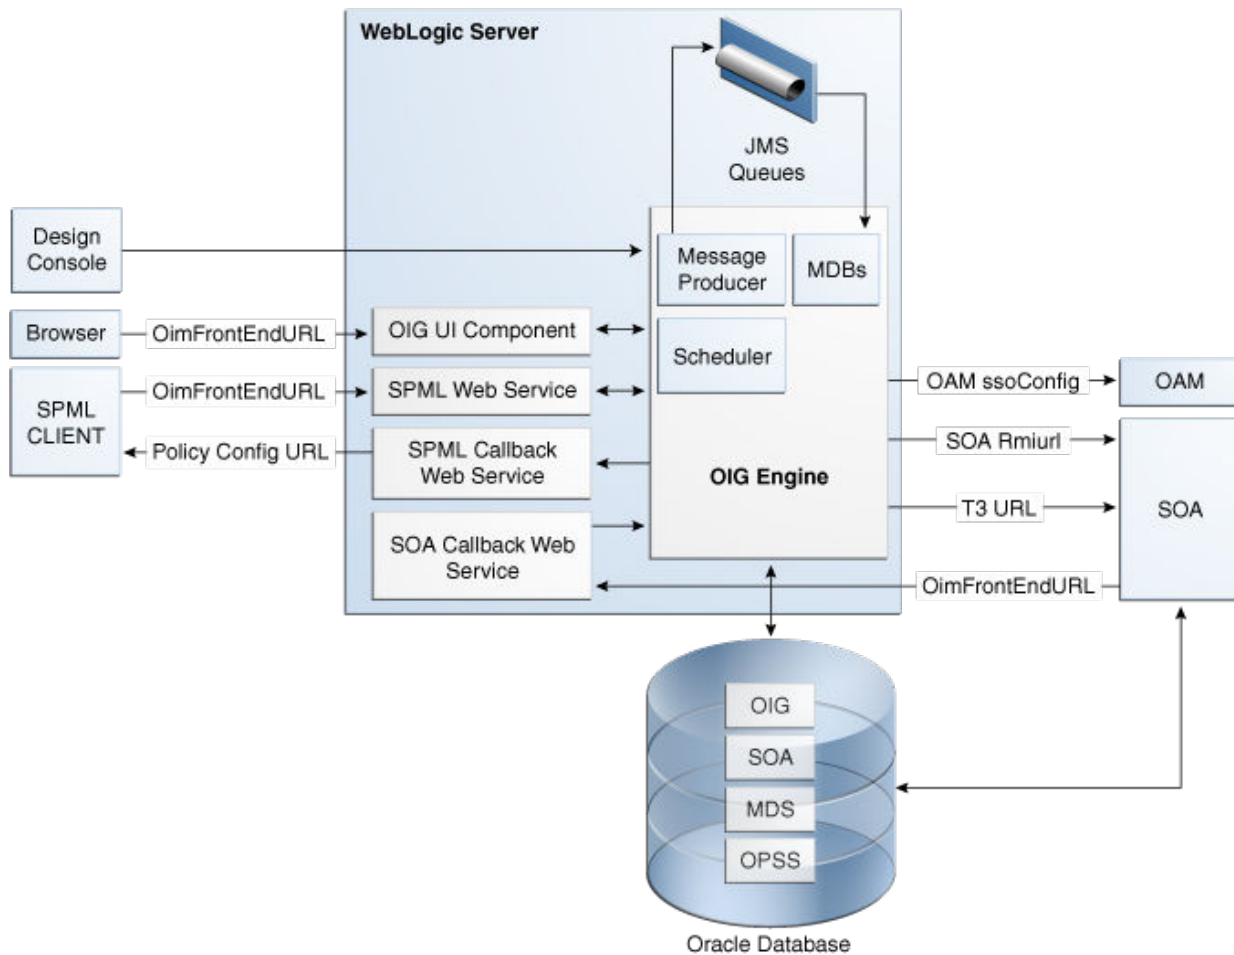 WebLogic Server
JMS
Queues
Design
Console
Message
Producer
MDBs
Browser
OimFrontEndURL
OIG UI Component
Scheduler
SPML
CLIENT
OimFrontEndURL
SPML Web Service
OAM ssoConfig
OAM
Policy Config URL
SPML Callback
Web Service
OIG Engine
SOA Rmiurl
T3 URL
SOA
SOA Callback Web
Service
OimFrontEndURL
OIG
SOA
MDS
OPSS
Oracle Database